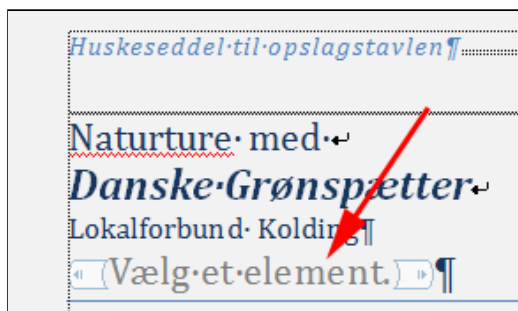 Huskeseddel til opslagstavlen¶
Naturture med
Danske Grønspætter
Lokalforbund Kolding¶
Vælg et element.¶